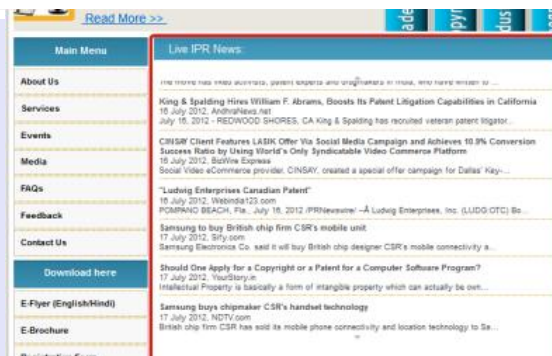 Read More >>
Main Menu
About Us
Services
Events
Media
FAQs
Feedback
Contact Us
Download here
E-Flyer (English/Hindi)
E-Brochure
Live IPR News:
King & Spalding Hires William F. Abrams, Boosts Its Patent Litigation Capabilities in California
16 July 2012, AndhraNews.net
July 16, 2012 - REDWOOD SHORES, CA King & Spalding has recruited veteran patent litigator...
CINSAY Client Features LASIK Offer Via Social Media Campaign and Achieves 10.9% Conversion
Success Ratio by Using World's Only Syndicatable Video Commerce Platform
16 July 2012, BizWire Express
Social Video eCommerce provider, CINSAY, created a special offer campaign for Dallas' Key-...
"Ludwig Enterprises Canadian Patent"
16 July 2012, Webindia123.com
POMPANO BEACH, Fla., July 16, 2012 /PRNewswire/ --Â Ludwig Enterprises, Inc. (LUDG:OTC) Bo...
Samsung to buy British chip firm CSR's mobile unit
17 July 2012, Sify.com
Samsung Electronics Co. said it will buy British chip designer CSR's mobile connectivity a...
Should One Apply for a Copyright or a Patent for a Computer Software Program?
17 July 2012, YourStory.in
Intellectual Property is basically a form of intangible property which can actually be own...
Samsung buys chipmaker CSR's handset technology
17 July 2012, NDTV.com
British chip firm CSR has sold its mobile phone connectivity and location technology to Sa...